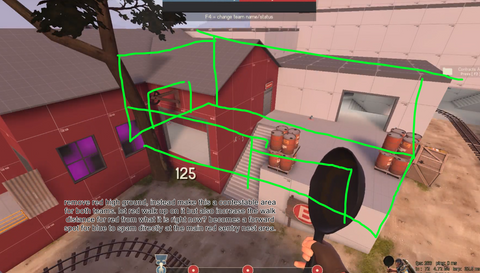 F4 = change team name/status
125
remove red high ground, instead make this a contestable area
for both teams. let red walk up on it but also increase the walk
distance for red from what it is right now? becomes a forward
spot for blue to spam directly at the main red sentry nest area.